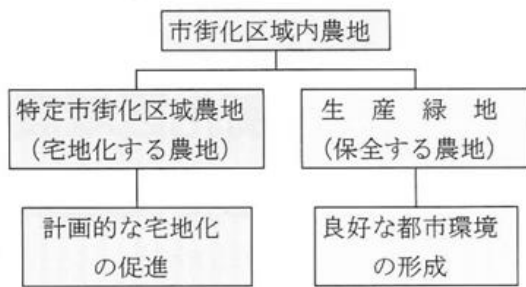 市街化区域内農地
特定市街化区域農地
(宅地化する農地)
生産緑地
(保全する農地)
計画的な宅地化
の促進
良好な都市環境
の形成